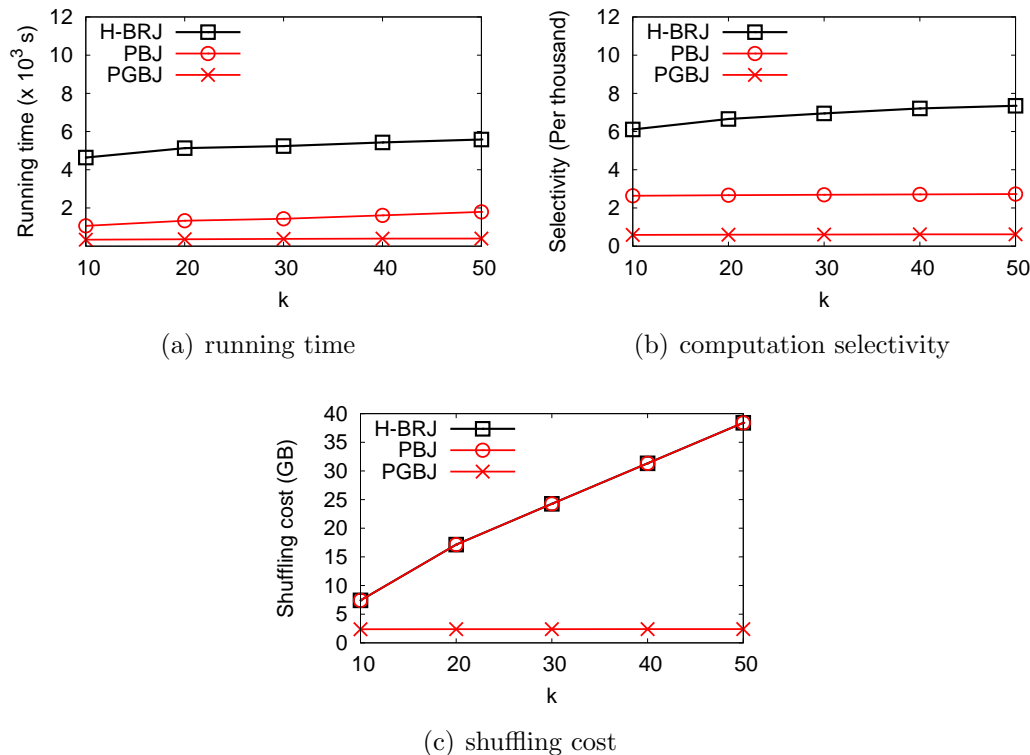 Running time (x 10³ s)
12
10
8
6
4
2
0
H-BRJ
PBJ
PGBJ
10 20 30 40 50
k
(a) running time
Selectivity (Per thousand)
12
10
8
6
4
2
0
H-BRJ
PBJ
PGBJ
10 20 30 40 50
k
(b) computation selectivity
Shuffling cost (GB)
40
35
30
25
20
15
10
5
0
H-BRJ
PBJ
PGBJ
10 20 30 40 50
k
(c) shuffling cost